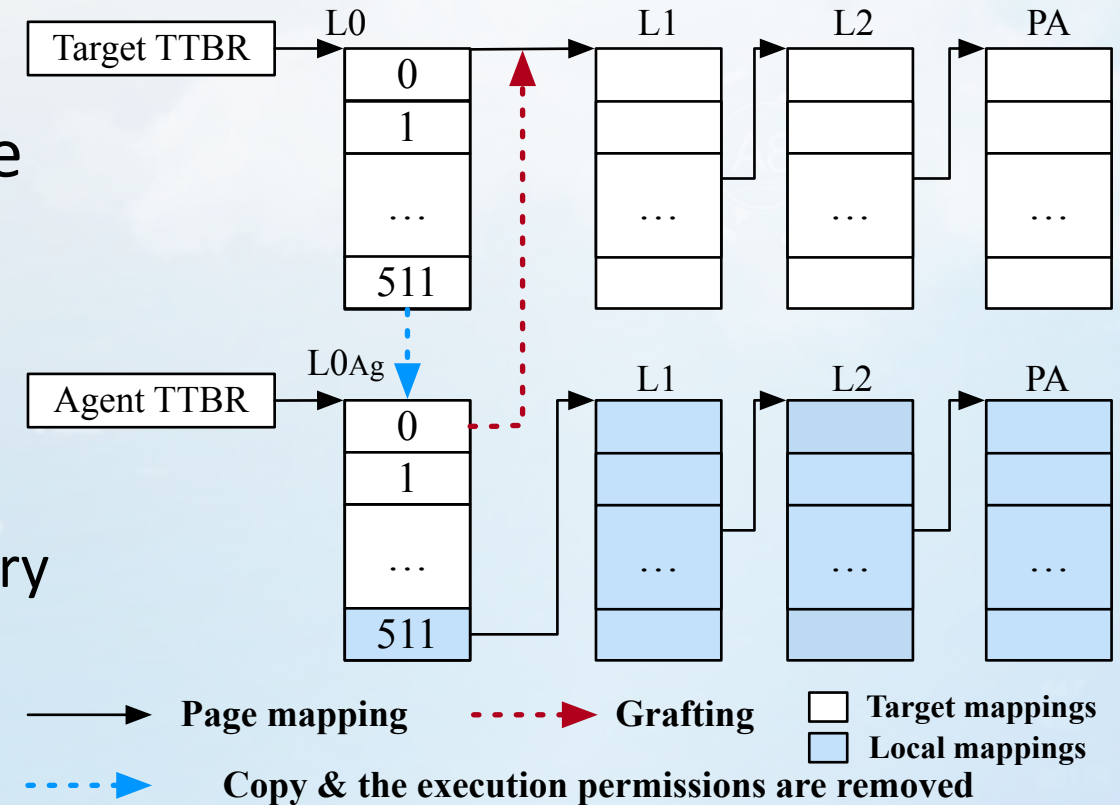 L0 L1 L2 PA
Target TTBR
0
1
e
... ... ... ...
511
L0Ag L1 L2 PA
Agent TTBR
0
1
... ... ... ...
ry
511
Page mapping Grafting Target mappings
Local mappings
Copy & the execution permissions are removed